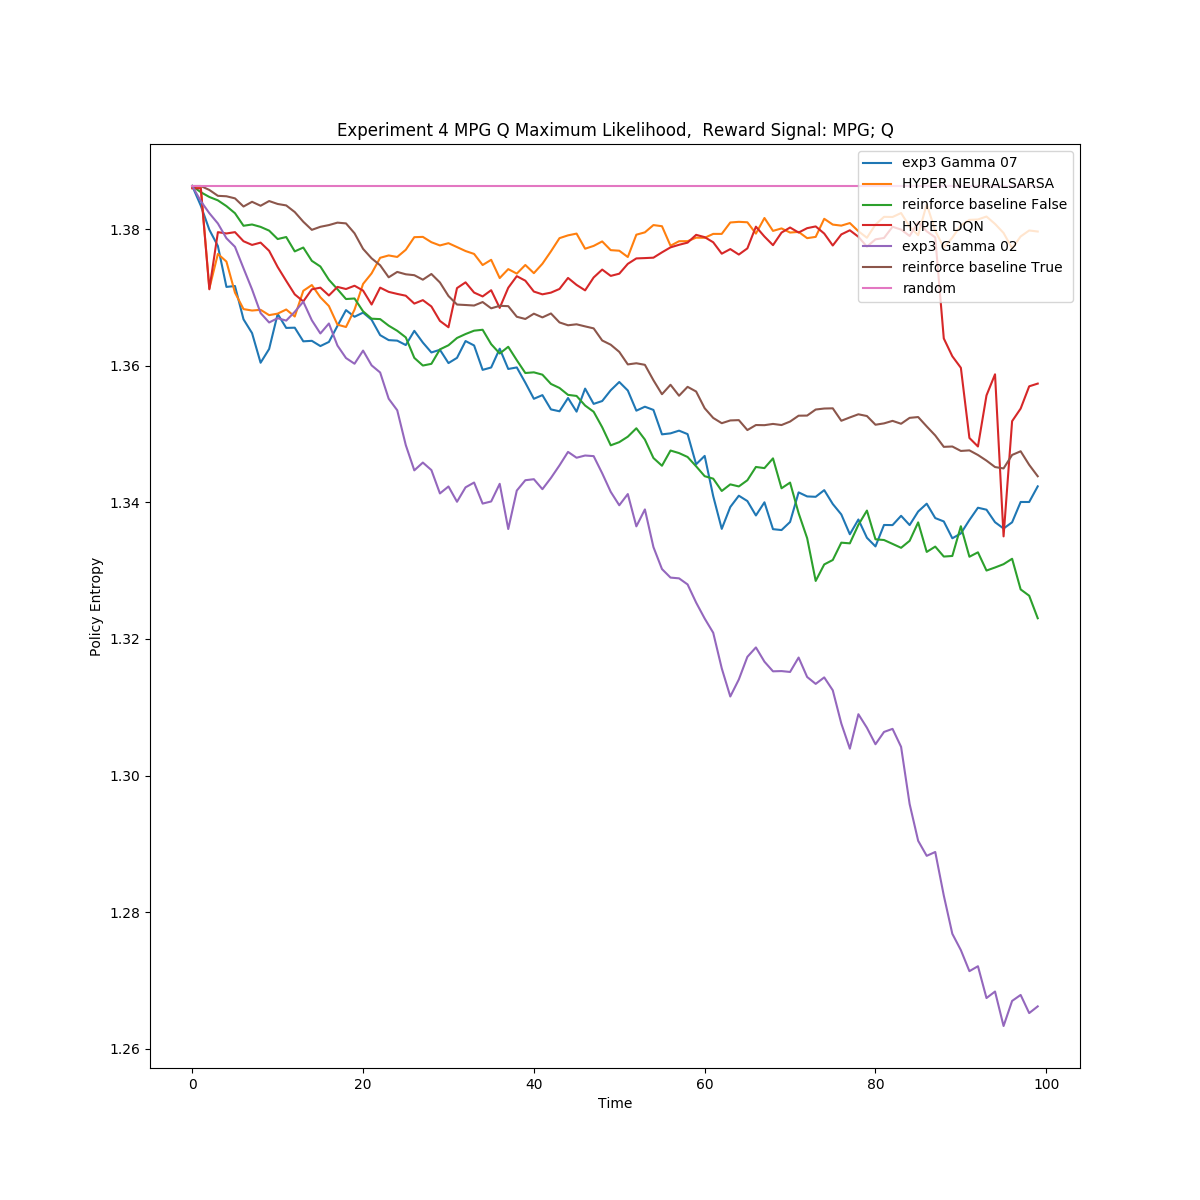 Experiment 4 MPG Q Maximum Likelihood,  Reward Signal: MPG; Q
exp3 Gamma 07
HYPER NEURALSARSA
reinforce baseline False
HYPER DQN
exp3 Gamma 02
reinforce baseline True
random
Policy Entropy
1.38
1.36
1.34
1.32
1.30
1.28
1.26
0
20
40
60
80
100
Time